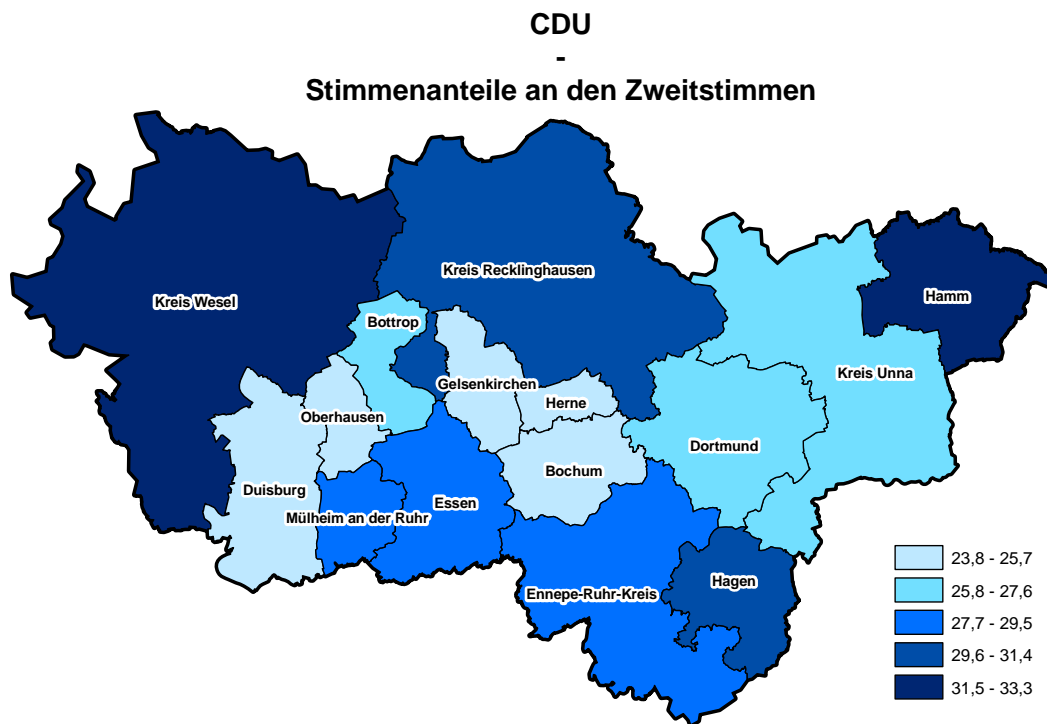 CDU
-
Stimmenanteile an den Zweitstimmen
Kreis Recklinghausen
Kreis Wesel
Hamm
Bottrop
Kreis Unna
Gelsenkirchen
Herne
Oberhausen
Dortmund
Bochum
Duisburg
Essen
Mülheim an der Ruhr
Hagen
Ennepe-Ruhr-Kreis
23,8 - 25,7
25,8 - 27,6
27,7 - 29,5
29,6 - 31,4
31,5 - 33,3